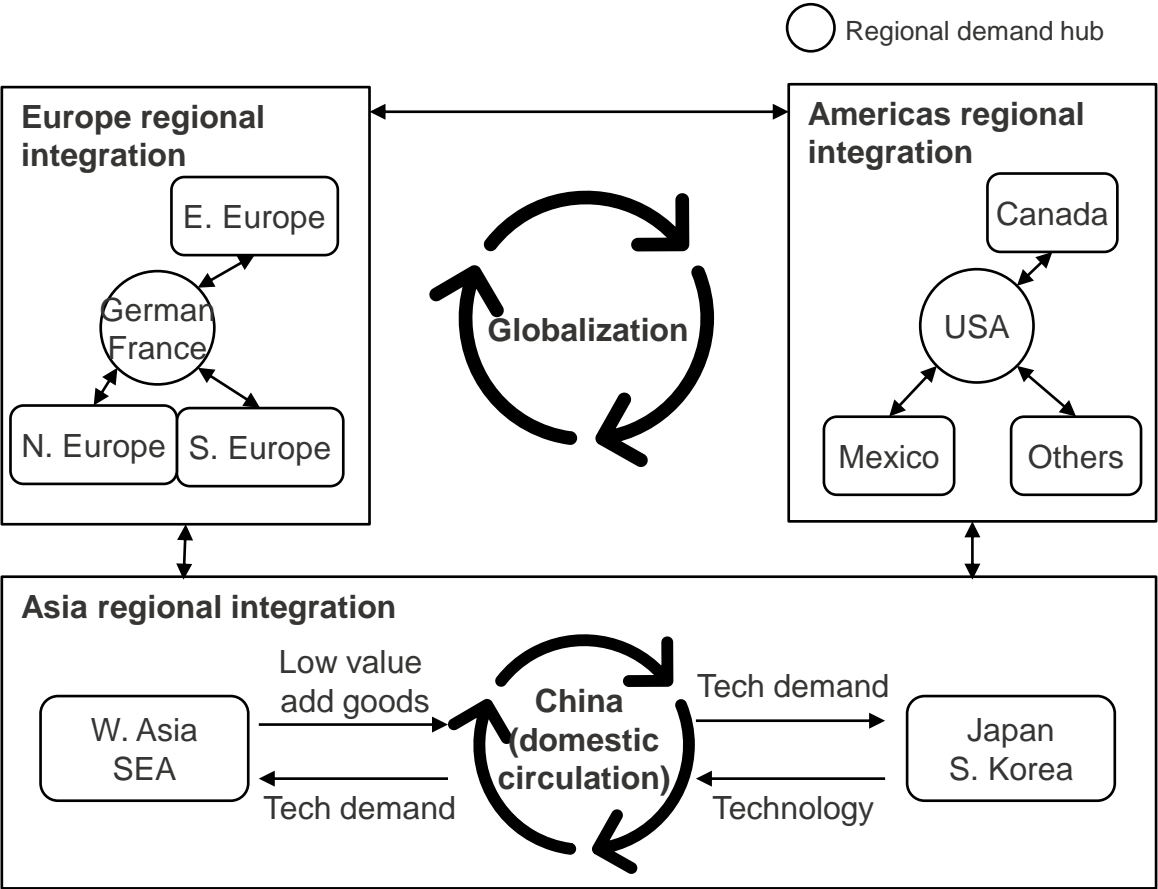 Regional demand hub
Europe regional
integration
E. Europe
German
France
N. Europe
S. Europe
Globalization
Americas regional
integration
Canada
USA
Mexico
Others
Asia regional integration
W. Asia
SEA
Low value
add goods
Tech demand
China
(domestic
circulation)
Tech demand
Technology
Japan
S. Korea